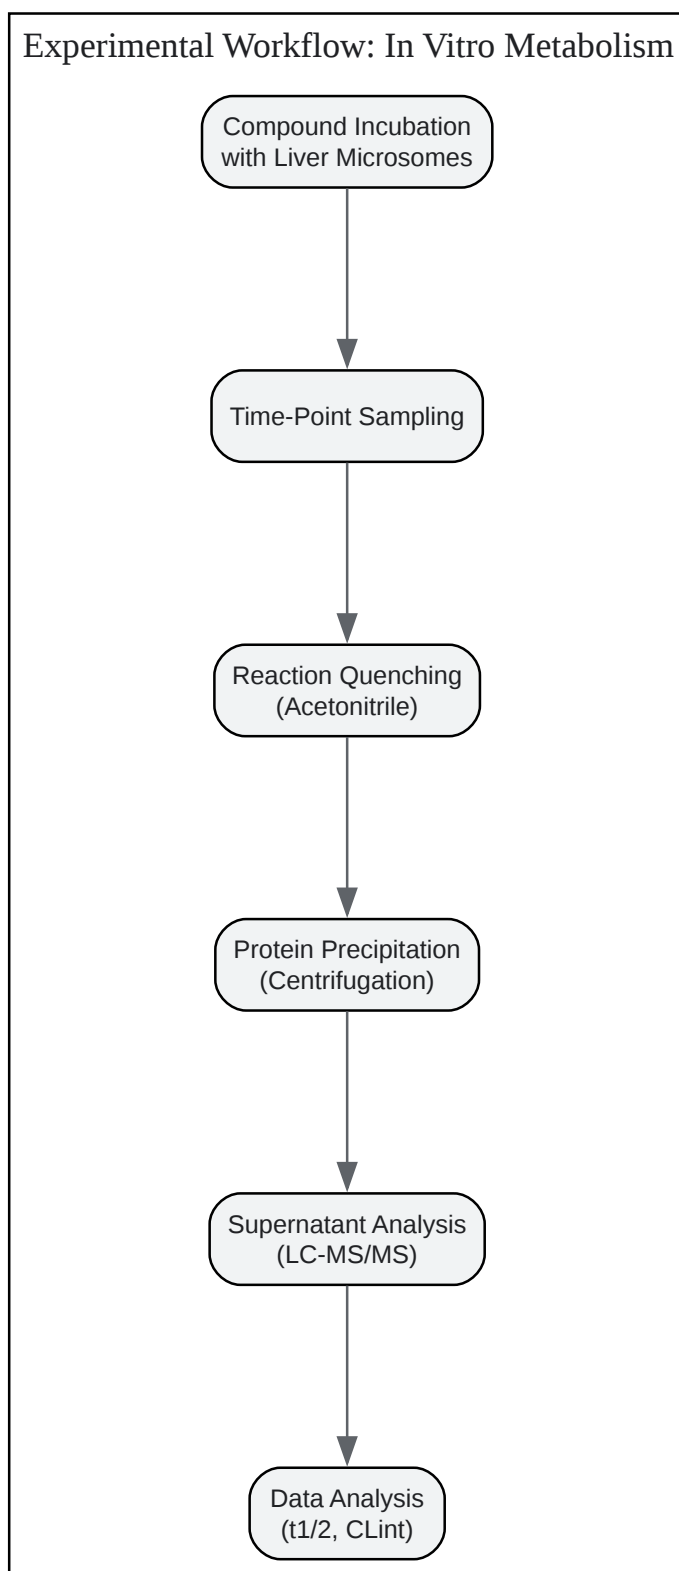 Experimental Workflow: In Vitro Metabolism
Compound Incubation
with Liver Microsomes
Time-Point Sampling
Reaction Quenching
(Acetonitrile)
Protein Precipitation
(Centrifugation)
Supernatant Analysis
(LC-MS/MS)
Data Analysis
(t1/2, CLint)